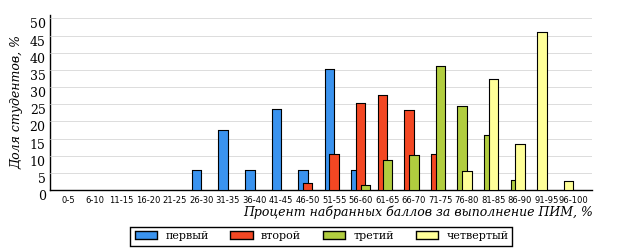 Доля студентов, %
50
45
40
35
30
25
20
15
10
5
0
0-5 6-10 11-15 16-20 21-25 26-30 31-35 36-40 41-45 46-50 51-55 56-60 61-65 66-70 71-75 76-80 81-85 86-90 91-95 96-100
Процент набранных баллов за выполнение ПИМ, %
первый второй третий четвертый